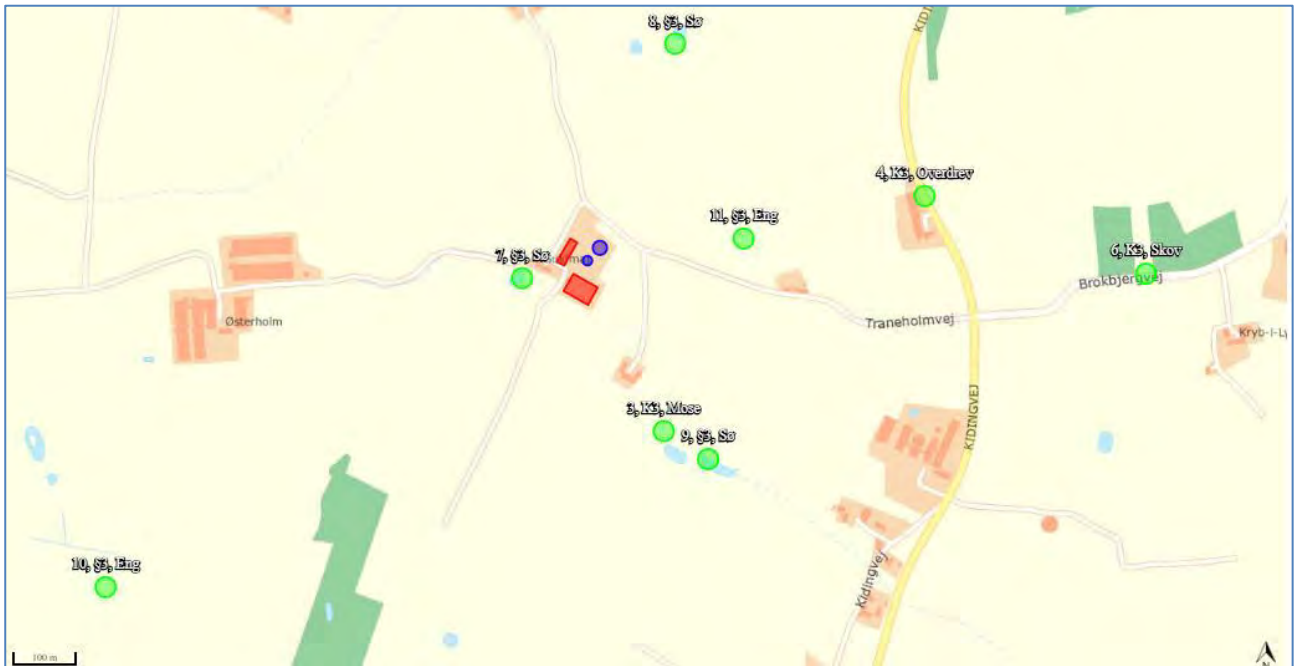 8, §3, Sø
KIDI
4, K3, Overdrev
11, §3, Eng
6, K3, Skov
7, §3, Sø
Brokbjergvej
Østerholm
Traneholmvej
Kryb-I-Ly
3, K3, Mose
KIDINGVEJ
9, §3, Sø
10, §3, Eng
Kidingvej
100 m
N